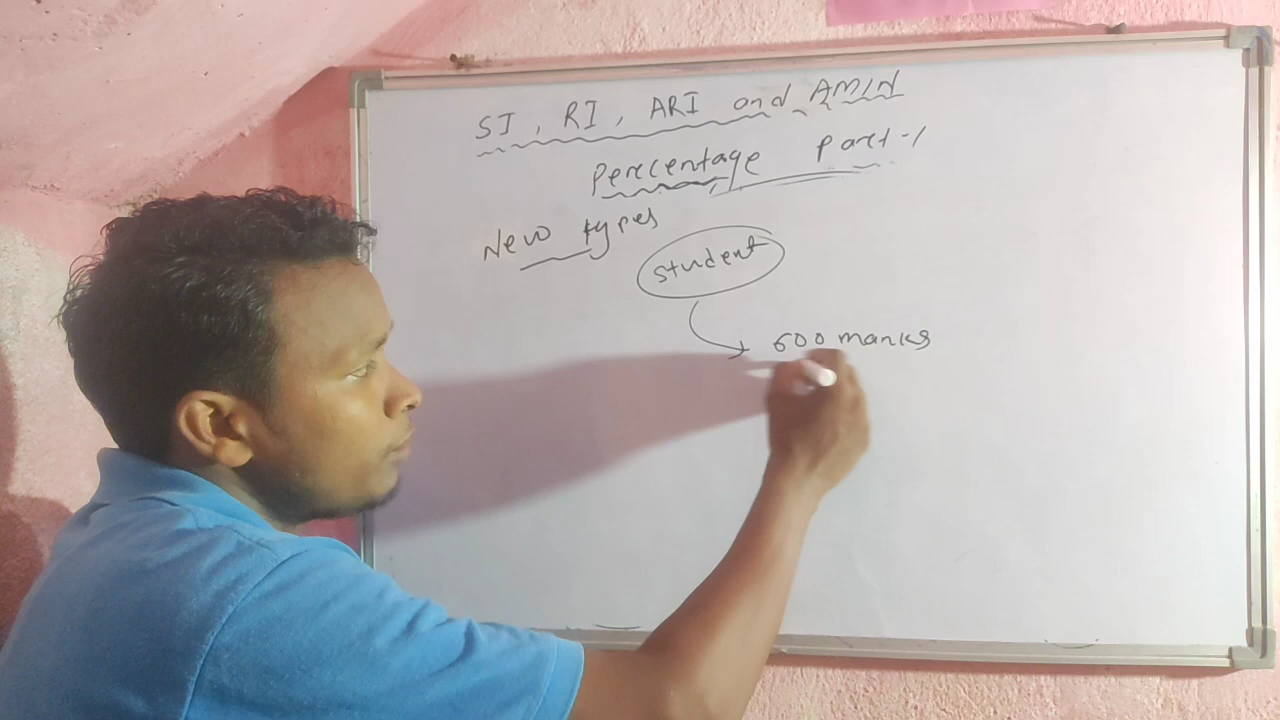 SI, RI, ARI and AMIN
Percentage Part-1
New types
student
600 marks